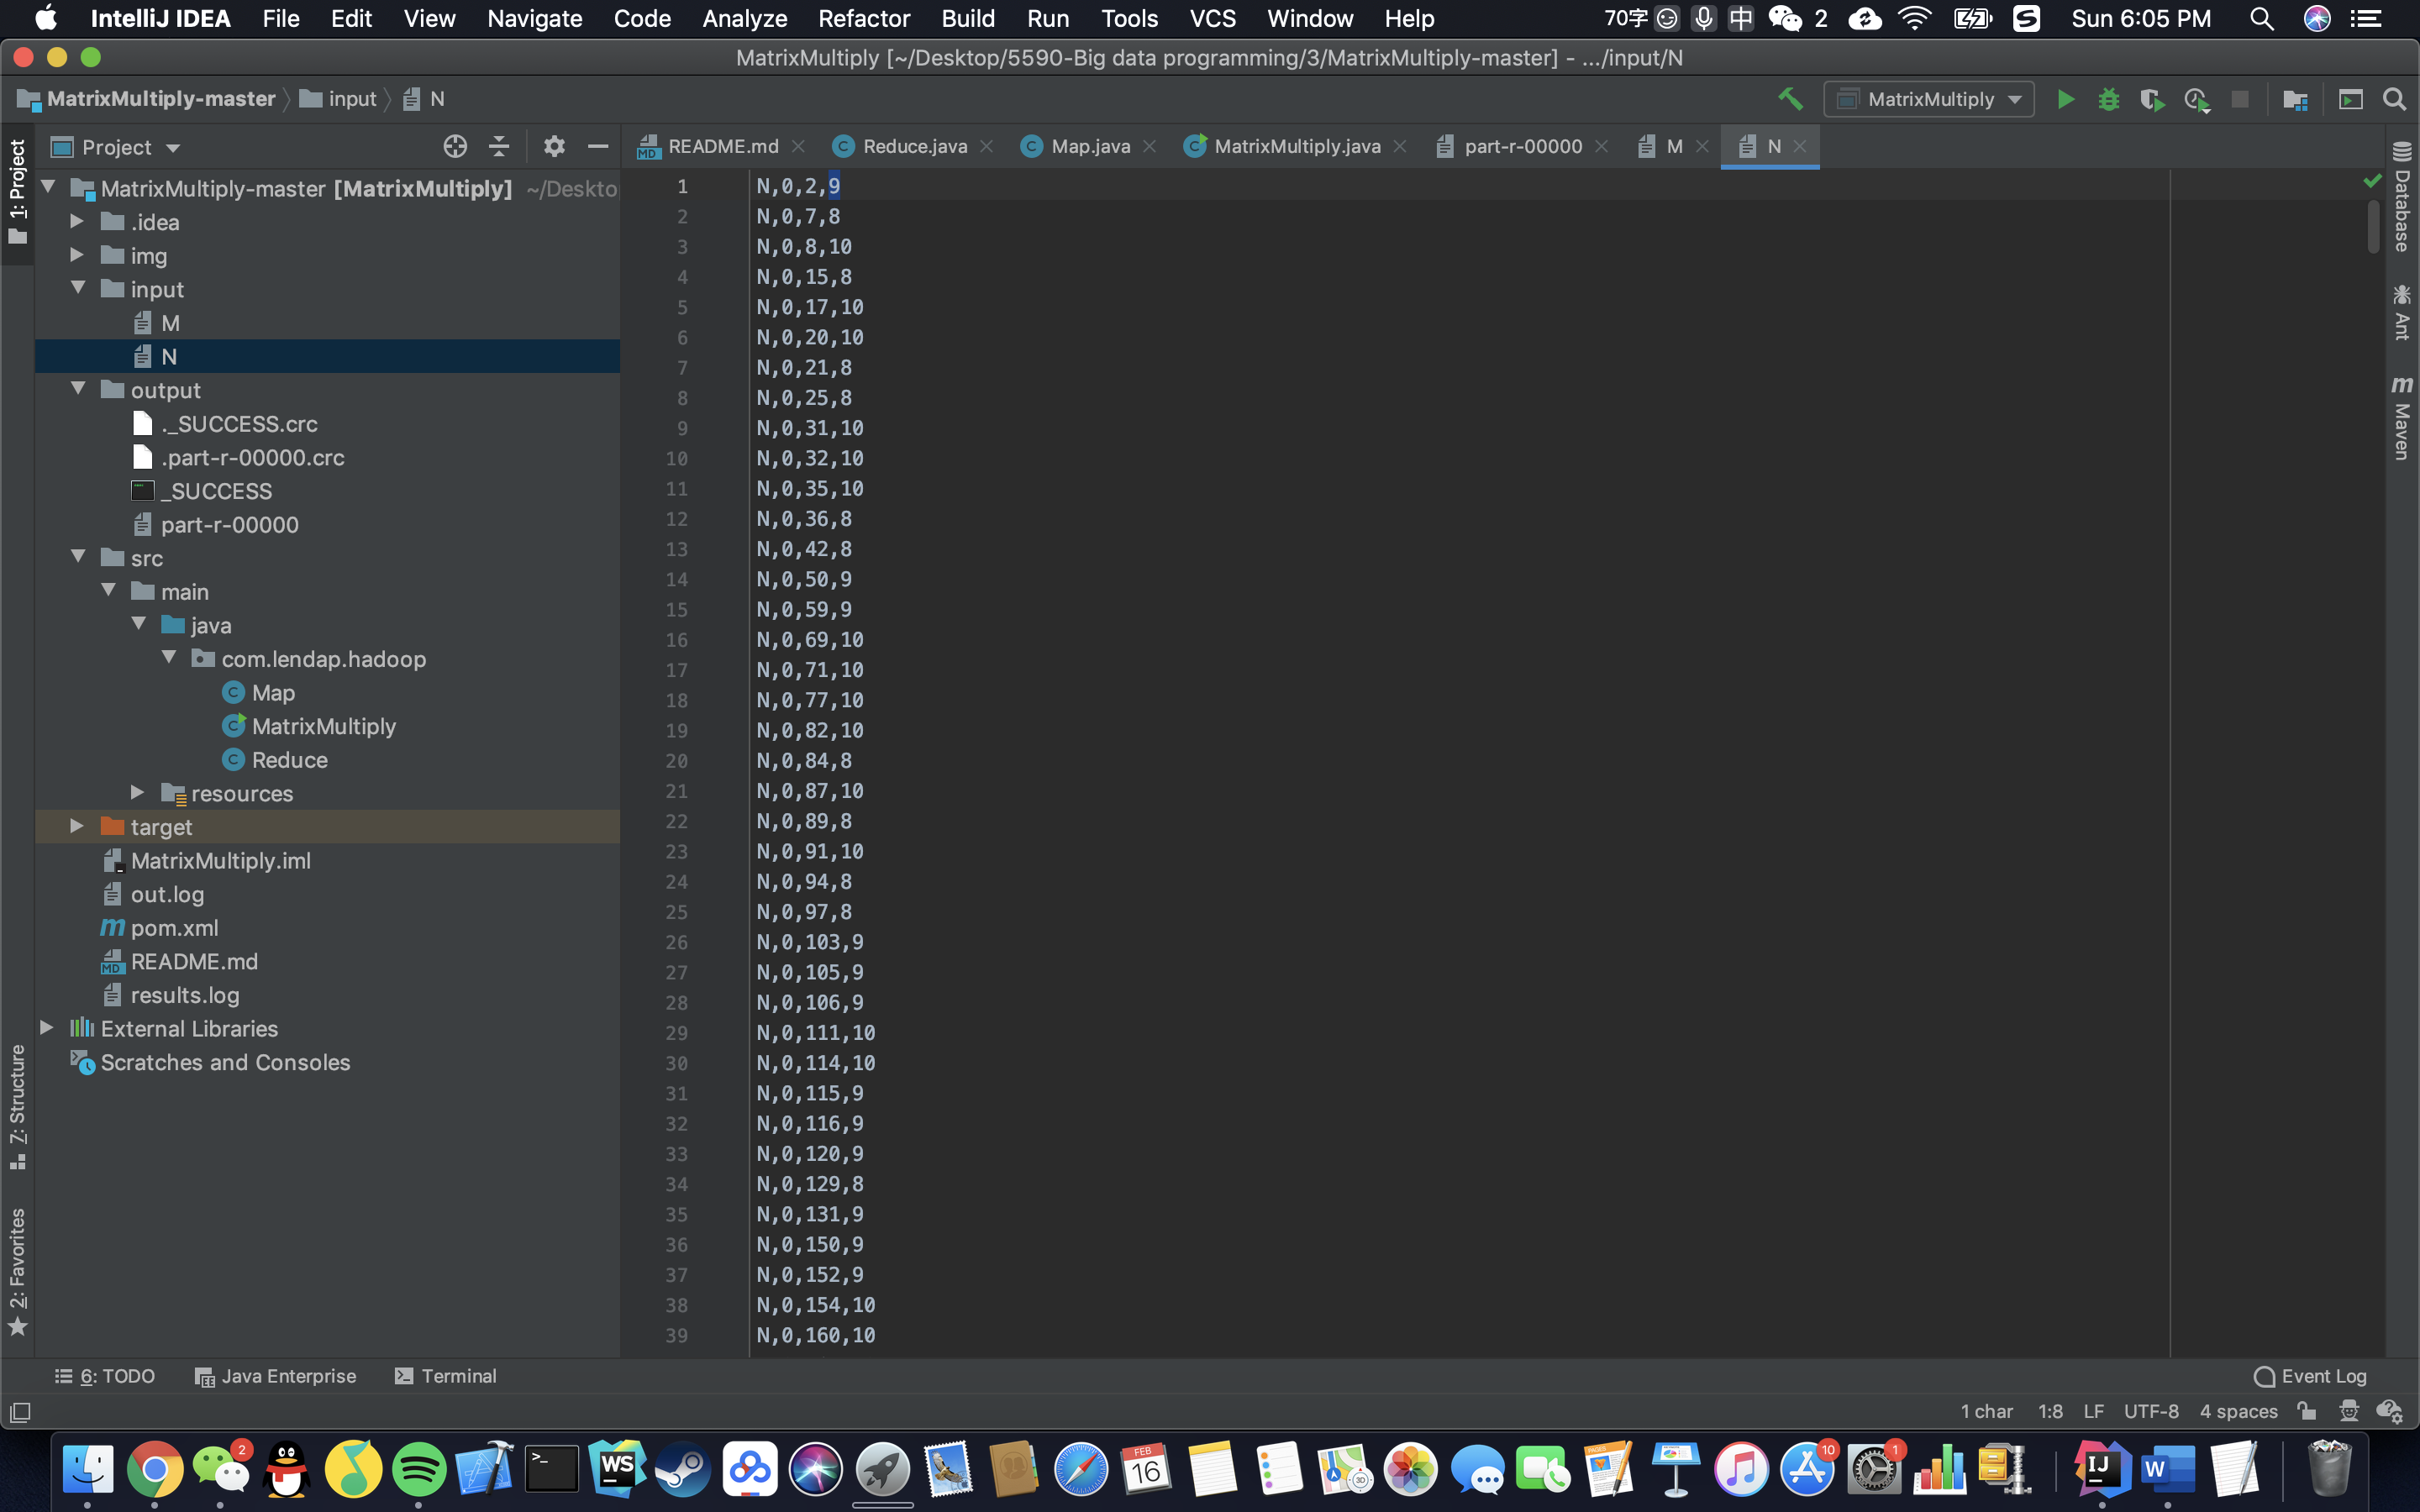 IntelliJ IDEA File Edit View Navigate Code Analyze Refactor Build Run Tools VCS Window Help 70字 中 2 S Sun 6:05 PM
MatrixMultiply [~/Desktop/5590-Big data programming/3/MatrixMultiply-master] - .../input/N
MatrixMultiply-master input N MatrixMultiply
Project
README.md Reduce.java Map.java MatrixMultiply.java part-r-00000 M N
1: Project
7: Structure
2: Favorites
MatrixMultiply-master [MatrixMultiply] ~/Deskto
.idea
img
input
M
N
output
._SUCCESS.crc
.part-r-00000.crc
_SUCCESS
part-r-00000
src
main
java
com.lendap.hadoop
Map
MatrixMultiply
Reduce
resources
target
MatrixMultiply.iml
out.log
pom.xml
README.md
results.log
External Libraries
Scratches and Consoles
1 N,0,2,9
2 N,0,7,8
3 N,0,8,10
4 N,0,15,8
5 N,0,17,10
6 N,0,20,10
7 N,0,21,8
8 N,0,25,8
9 N,0,31,10
10 N,0,32,10
11 N,0,35,10
12 N,0,36,8
13 N,0,42,8
14 N,0,50,9
15 N,0,59,9
16 N,0,69,10
17 N,0,71,10
18 N,0,77,10
19 N,0,82,10
20 N,0,84,8
21 N,0,87,10
22 N,0,89,8
23 N,0,91,10
24 N,0,94,8
25 N,0,97,8
26 N,0,103,9
27 N,0,105,9
28 N,0,106,9
29 N,0,111,10
30 N,0,114,10
31 N,0,115,9
32 N,0,116,9
33 N,0,120,9
34 N,0,129,8
35 N,0,131,9
36 N,0,150,9
37 N,0,152,9
38 N,0,154,10
39 N,0,160,10
Database
Ant
Maven
6: TODO Java Enterprise Terminal Event Log
1 char 1:8 LF UTF-8 4 spaces
2 >_ WS FEB 16 3D PAGES 10 1 IJ W